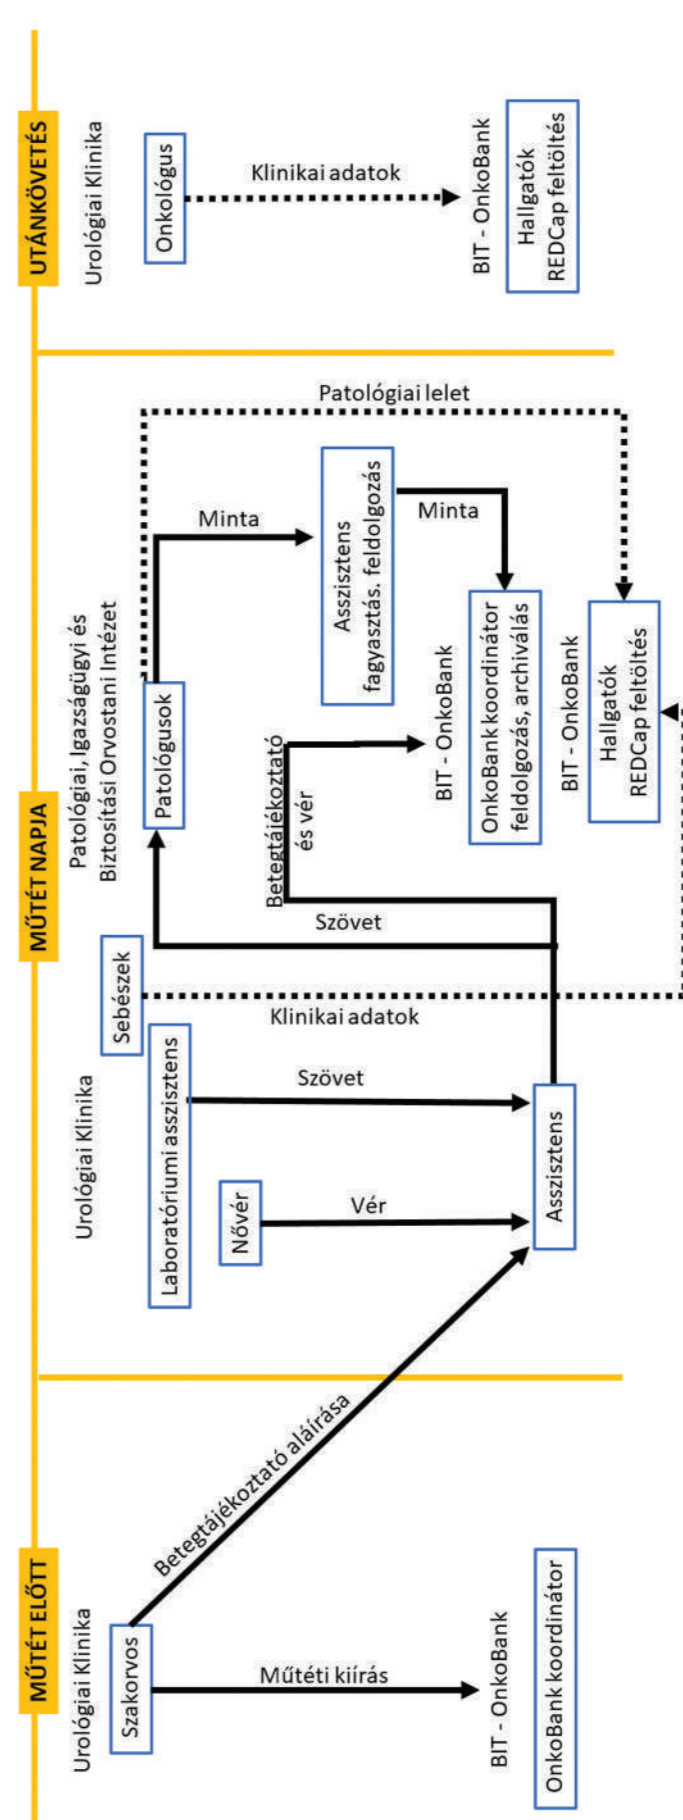 MŰTÉT ELŐTT
Urológiai Klinika
Szakorvos
Betegtájékoztató aláírása
Műtéti kiírás
BIT - OnkoBank
OnkoBank koordinátor
MŰTÉT NAPJA
Urológiai Klinika
Sebészek
Laboratóriumi asszisztens
Nővér
Szövet
Vér
Klinikai adatok
Asszisztens
Szövet
Betegtájékoztató
és vér
Patológiai, Igazságügyi és
Biztosítási Orvostani Intézet
Patológusok
Minta
Patológiai lelet
Asszisztens
fagyasztás. feldolgozás
Minta
BIT - OnkoBank
OnkoBank koordinátor
feldolgozás, archiválás
BIT - OnkoBank
Hallgatók
REDCap feltöltés
UTÁNKÖVETÉS
Urológiai Klinika
Onkológus
Klinikai adatok
BIT - OnkoBank
Hallgatók
REDCap feltöltés